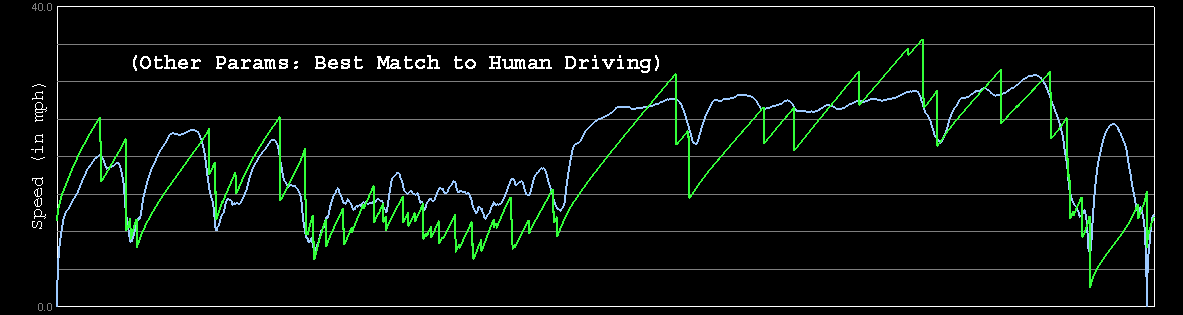 40.0
(Other Params: Best Match to Human Driving)
Speed (in mph)
0.0